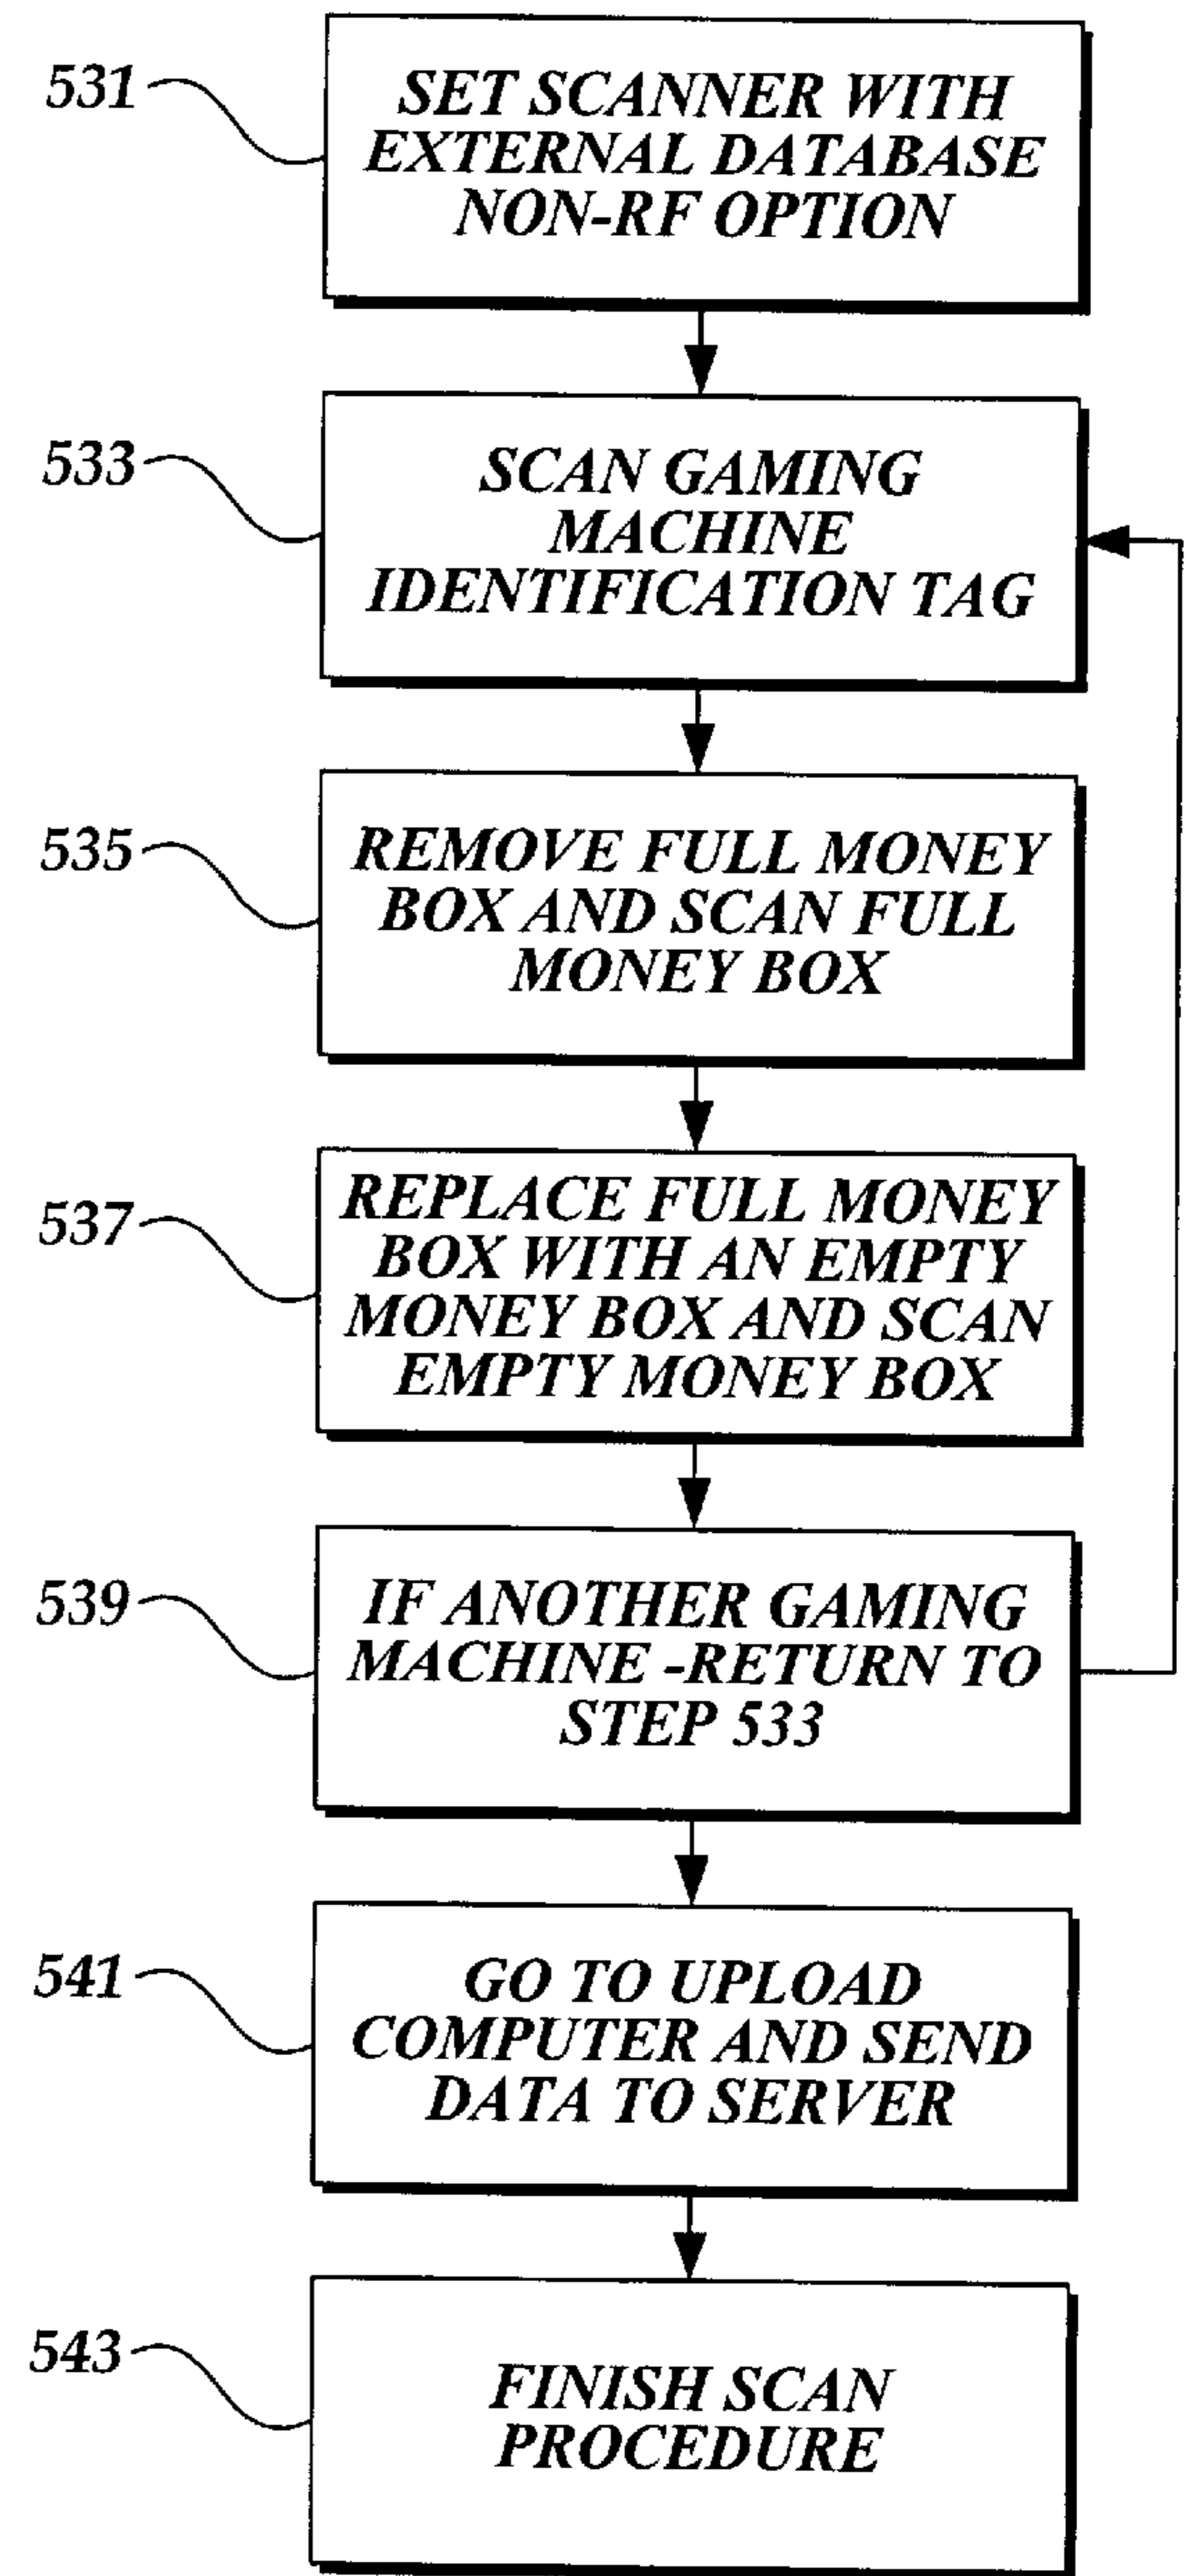 531
SET SCANNER WITH
EXTERNAL DATABASE
NON-RF OPTION
533
SCAN GAMING
MACHINE
IDENTIFICATION TAG
535
REMOVE FULL MONEY
BOX AND SCAN FULL
MONEY BOX
537
REPLACE FULL MONEY
BOX WITH AN EMPTY
MONEY BOX AND SCAN
EMPTY MONEY BOX
539
IF ANOTHER GAMING
MACHINE -RETURN TO
STEP 533
541
GO TO UPLOAD
COMPUTER AND SEND
DATA TO SERVER
543
FINISH SCAN
PROCEDURE